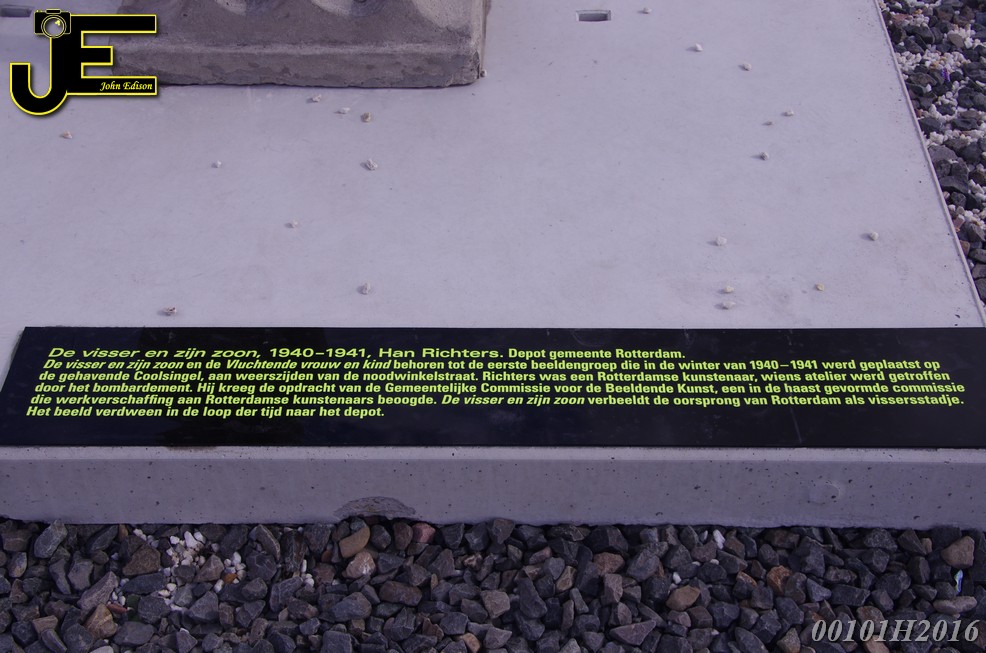 JE
John Edison
De visser en zijn zoon, 1940–1941, Han Richters. Depot gemeente Rotterdam.
De visser en zijn zoon en de Vluchtende vrouw en kind behoren tot de eerste beeldengroep die in de winter van 1940–1941 werd geplaatst op
de gehavende Coolsingel, aan weerszijden van de noodwinkelstraat. Richters was een Rotterdamse kunstenaar, wiens atelier werd getroffen
door het bombardement. Hij kreeg de opdracht van de Gemeentelijke Commissie voor de Beeldende Kunst, een in de haast gevormde commissie
die werkverschaffing aan Rotterdamse kunstenaars beoogde. De visser en zijn zoon verbeeldt de oorsprong van Rotterdam als vissersstadje.
Het beeld verdween in de loop der tijd naar het depot.
00101H2016